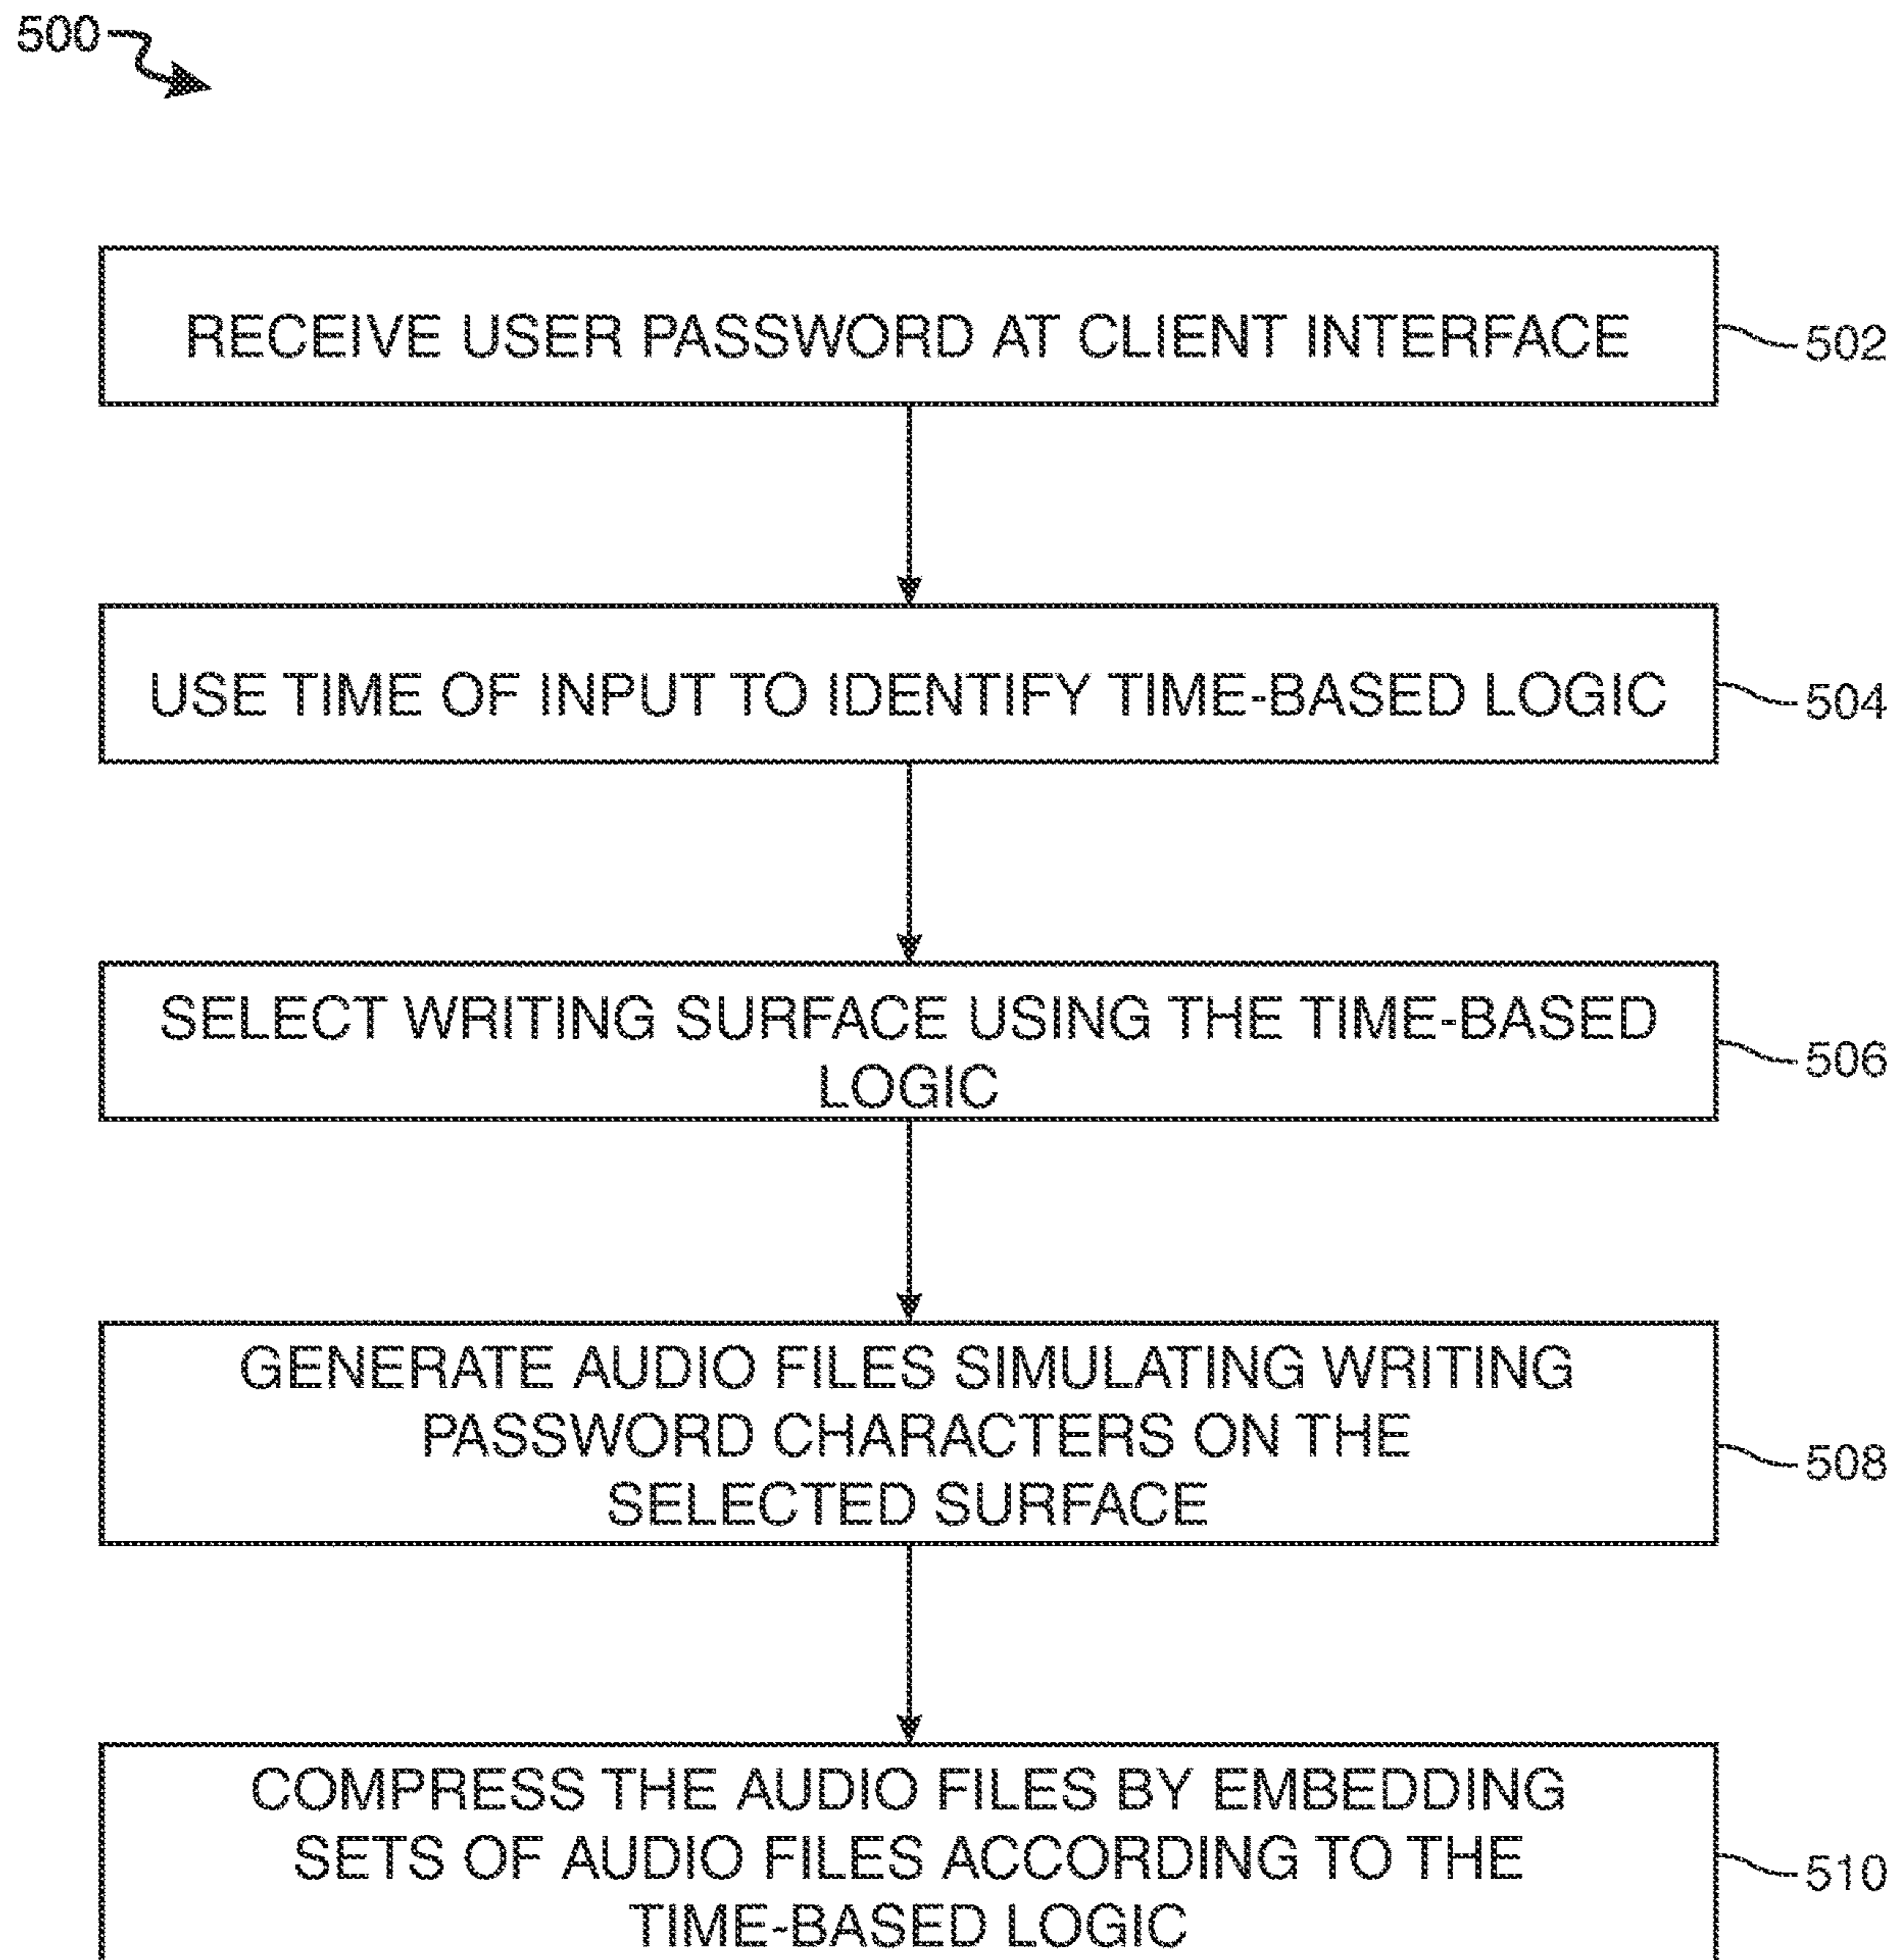 500
RECEIVE USER PASSWORD AT CLIENT INTERFACE
502
USE TIME OF INPUT TO IDENTIFY TIME-BASED LOGIC
504
SELECT WRITING SURFACE USING THE TIME-BASED
LOGIC
506
GENERATE AUDIO FILES SIMULATING WRITING
PASSWORD CHARACTERS ON THE
SELECTED SURFACE
508
COMPRESS THE AUDIO FILES BY EMBEDDING
SETS OF AUDIO FILES ACCORDING TO THE
TIME-BASED LOGIC
510